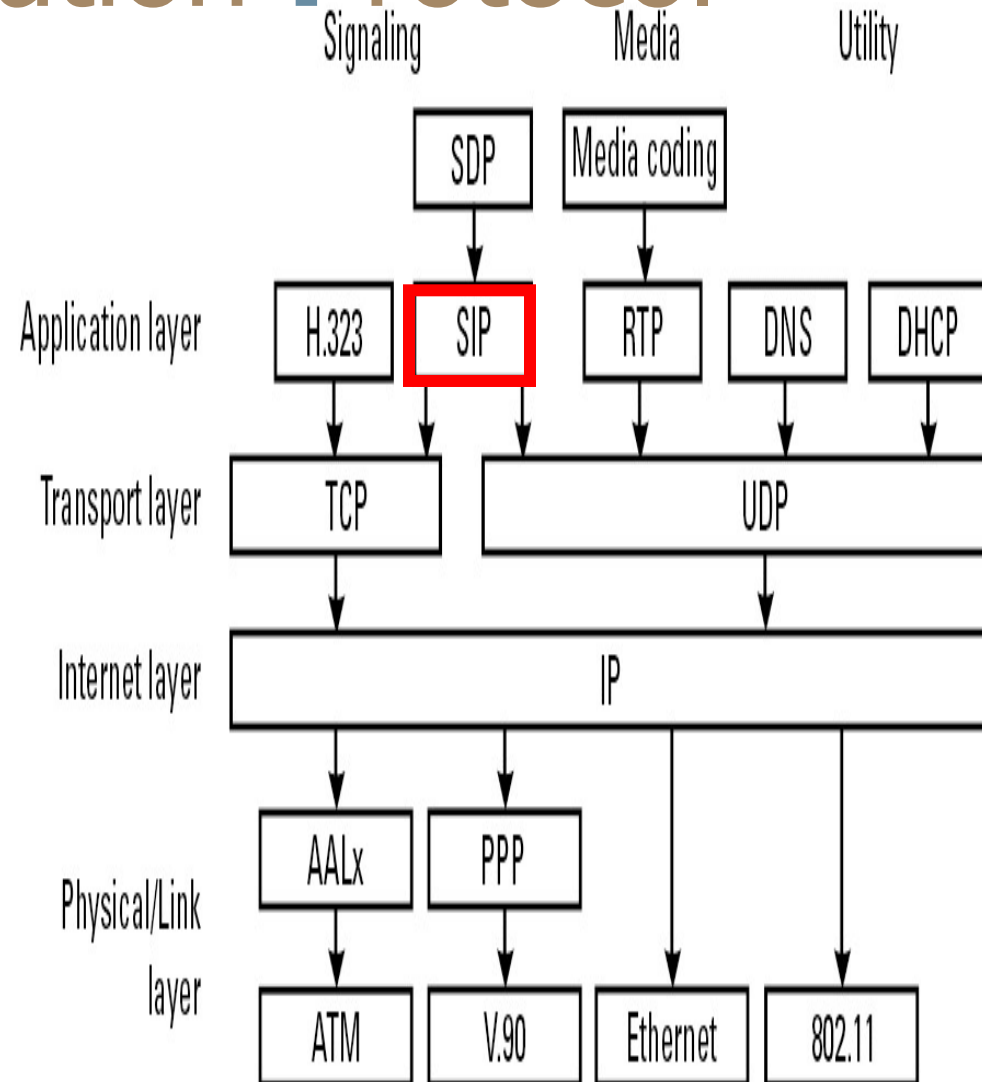 Signaling Media Utility
SDP Media coding
Application layer H.323 SIP RTP DNS DHCP
Transport layer TCP UDP
Internet layer IP
AALx PPP
Physical/Link
layer
ATM V.90 Ethernet 802.11